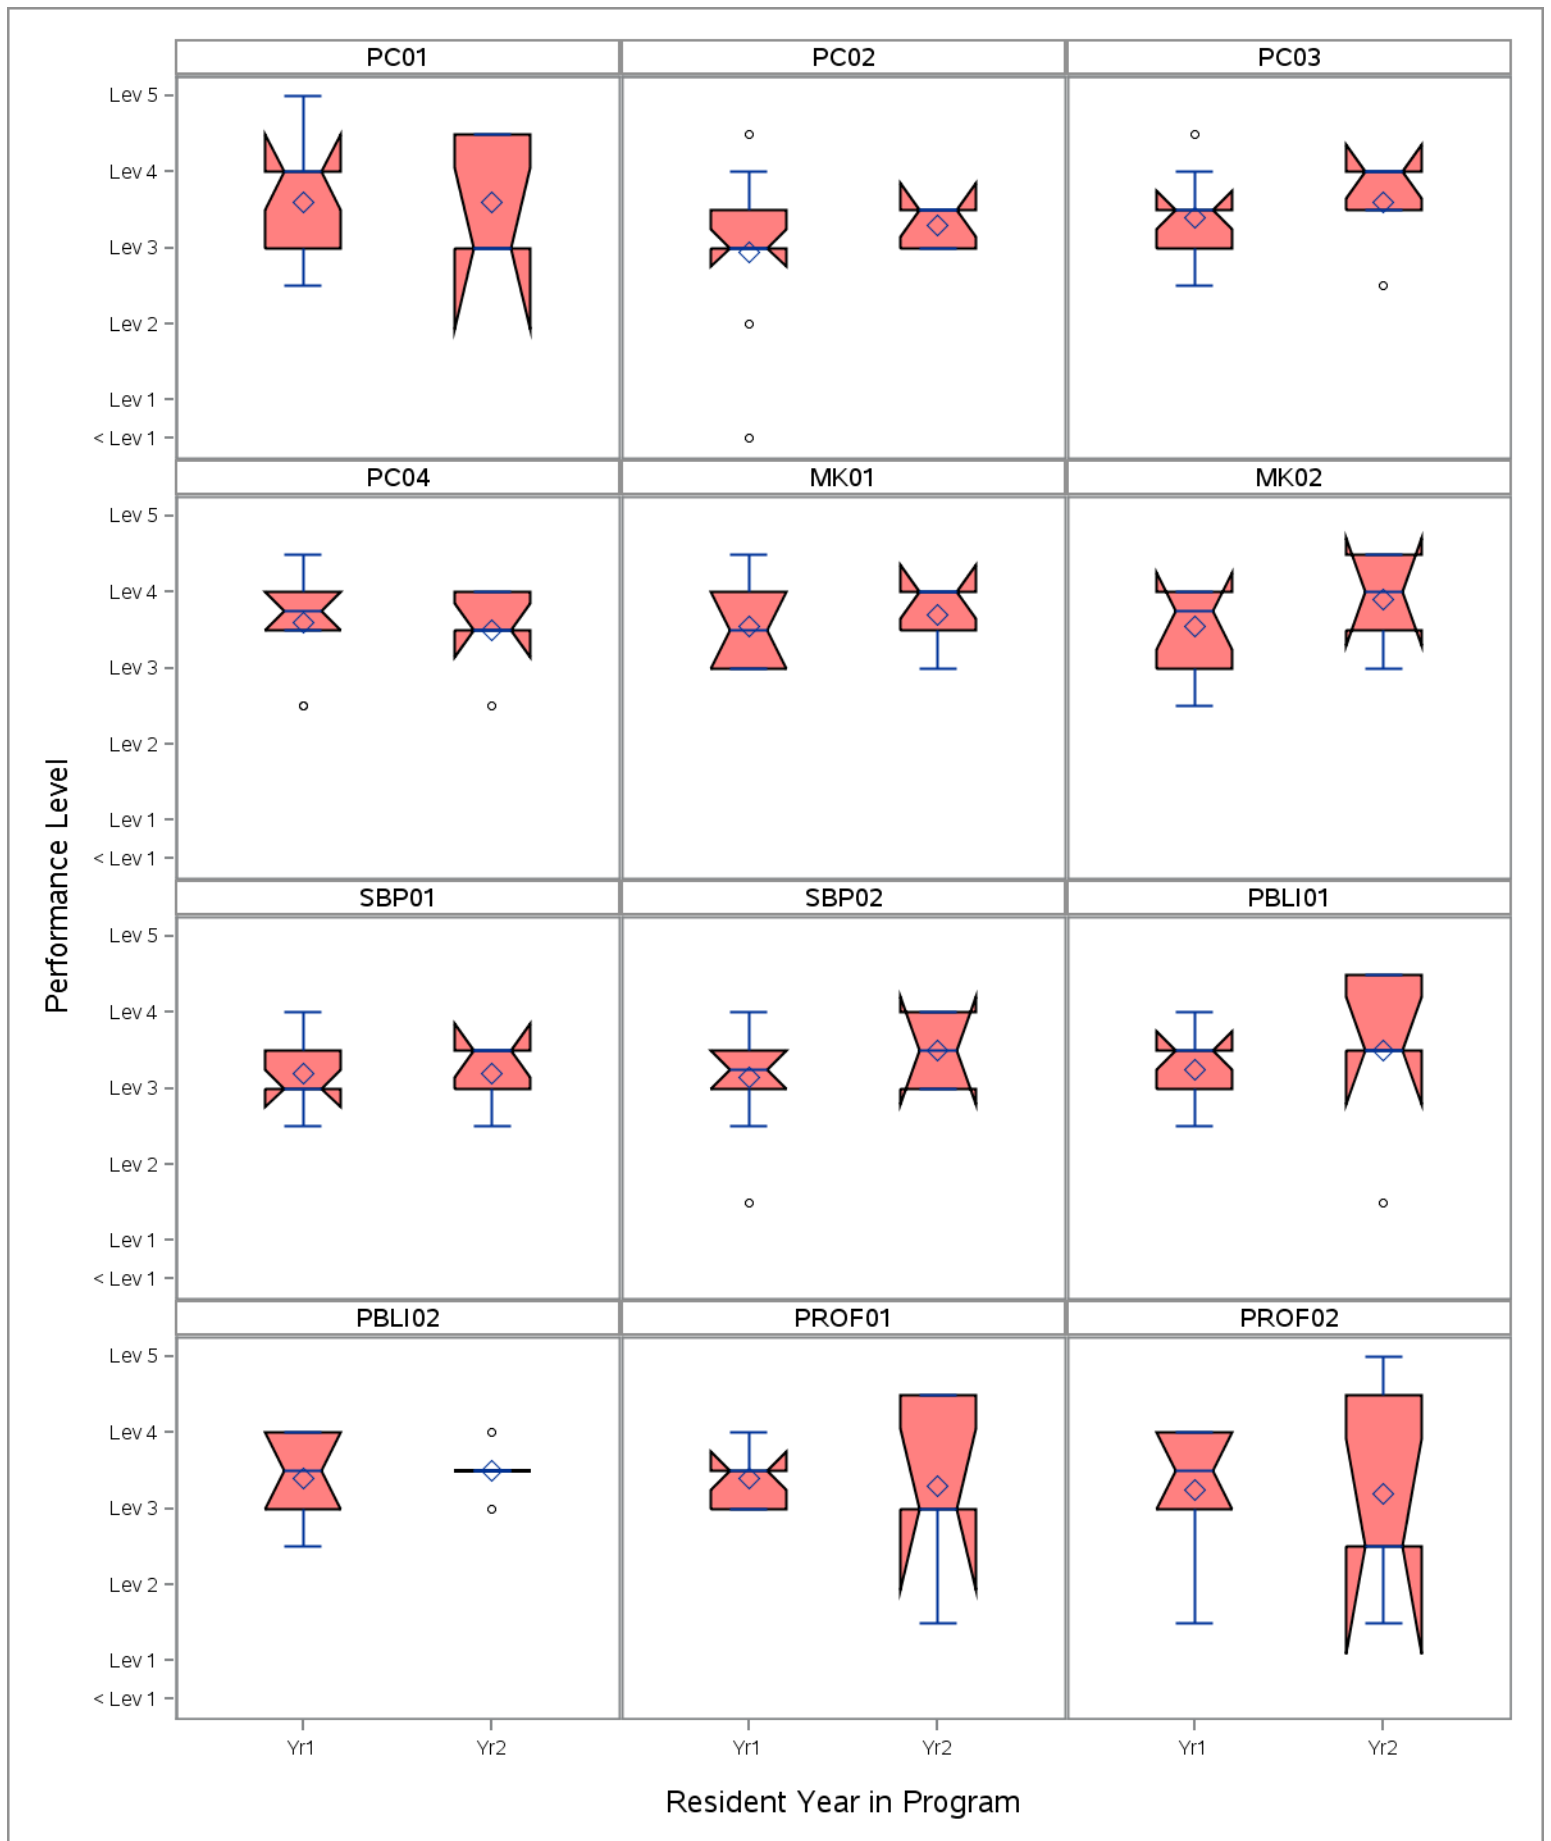 PC01 PC02 PC03
Lev 5
Lev 4
Lev 3
Lev 2
Lev 1
< Lev 1
PC04 MK01 MK02
Lev 5
Lev 4
Lev 3
Lev 2
Lev 1
< Lev 1
Performance Level
SBP01 SBP02 PBLI01
Lev 5
Lev 4
Lev 3
Lev 2
Lev 1
< Lev 1
PBLI02 PROF01 PROF02
Lev 5
Lev 4
Lev 3
Lev 2
Lev 1
< Lev 1
Yr1 Yr2 Yr1 Yr2 Yr1 Yr2
Resident Year in Program